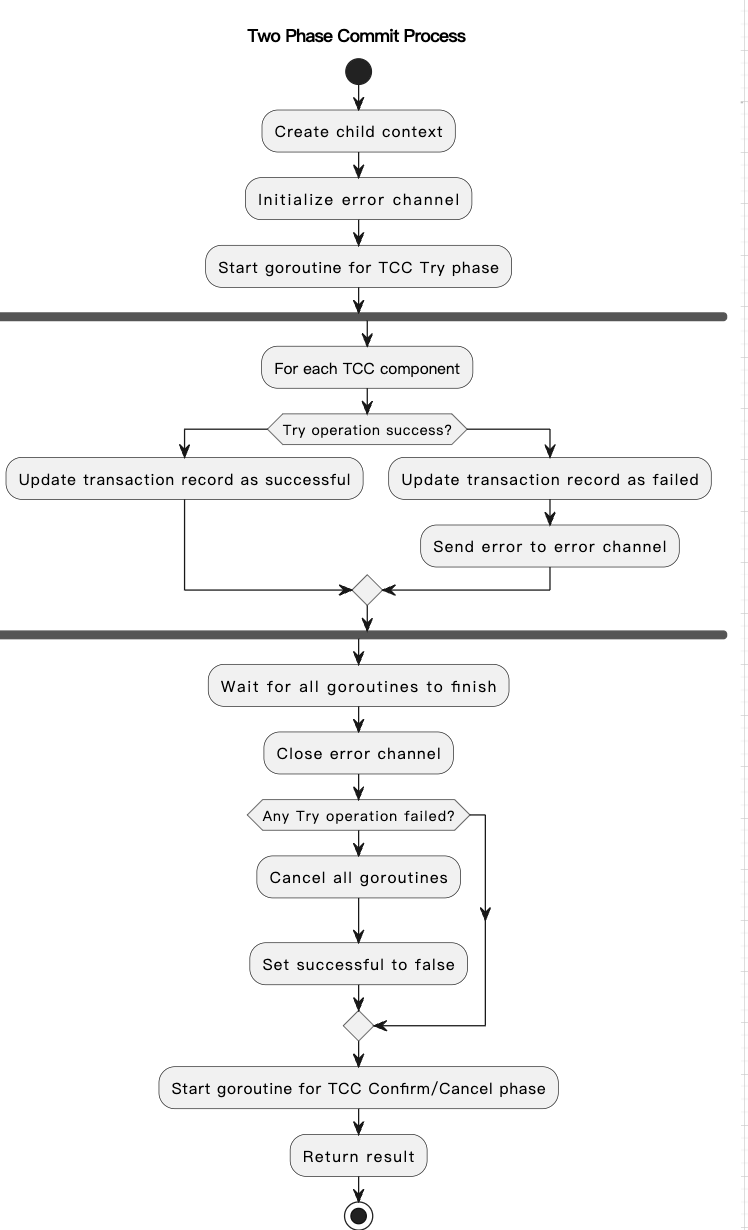 Two Phase Commit Process
Create child context
Initialize error channel
Start goroutine for TCC Try phase
For each TCC component
Try operation success?
Update transaction record as successful
Update transaction record as failed
Send error to error channel
Wait for all goroutines to finish
Close error channel
Any Try operation failed?
Cancel all goroutines
Set successful to false
Start goroutine for TCC Confirm/Cancel phase
Return result